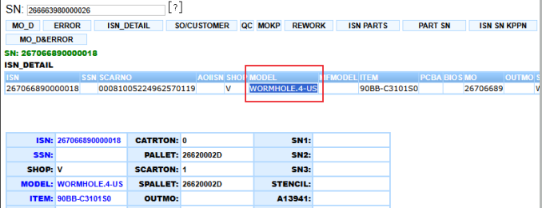 SN: 266663980000026 [?]
MO_D ERROR ISN_DETAIL SO/CUSTOMER QC MOKP REWORK ISN PARTS PART SN ISN SN KPPN
MO_D&ERROR
SN: 267066890000018
ISN_DETAIL
ISN SSN SCARNO AOBISN SHOP MODEL MFMODEL ITEM PCBA BIOS MO OUTMO S
267066890000018 00081005224962570119 V WORMHOLE.4-US 90BB-C3101S0 26706689 V
ISN: 267066890000018 CATRTON: 0 SN1:
SSN: PALLET: 26620002D SN2:
SHOP: V SCARTON: 1 SN3:
MODEL: WORMHOLE.4-US SPALLET: 26620002D STENCIL:
ITEM: 90BB-C3101S0 OUTMO: A13941: